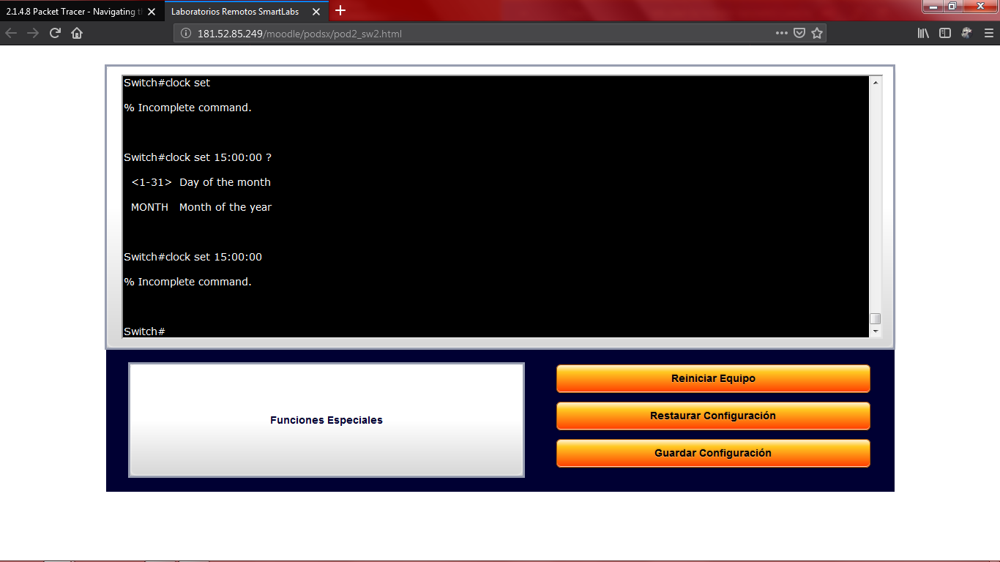 2.1.4.8 Packet Tracer - Navigating t
Laboratorios Remotos SmartLabs
181.52.85.249/moodle/podsx/pod2_sw2.html
Switch#clock set
% Incomplete command.
Switch#clock set 15:00:00 ?
<1-31> Day of the month
MONTH Month of the year
Switch#clock set 15:00:00
% Incomplete command.
Switch#
Funciones Especiales
Reiniciar Equipo
Restaurar Configuración
Guardar Configuración